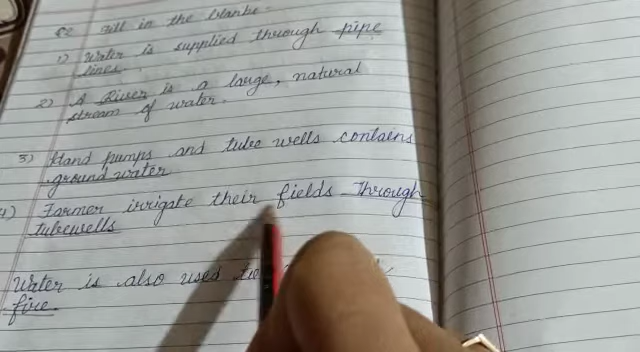 Q2 Fill in the blanks -
1) Water is supplied through pipe
lines.
2) A River is a large, natural
stream of water.
3) Hand pumps and tube wells contains
ground water
4) Farmer irrigate their fields through
tubewells
Water is also used to
fire.